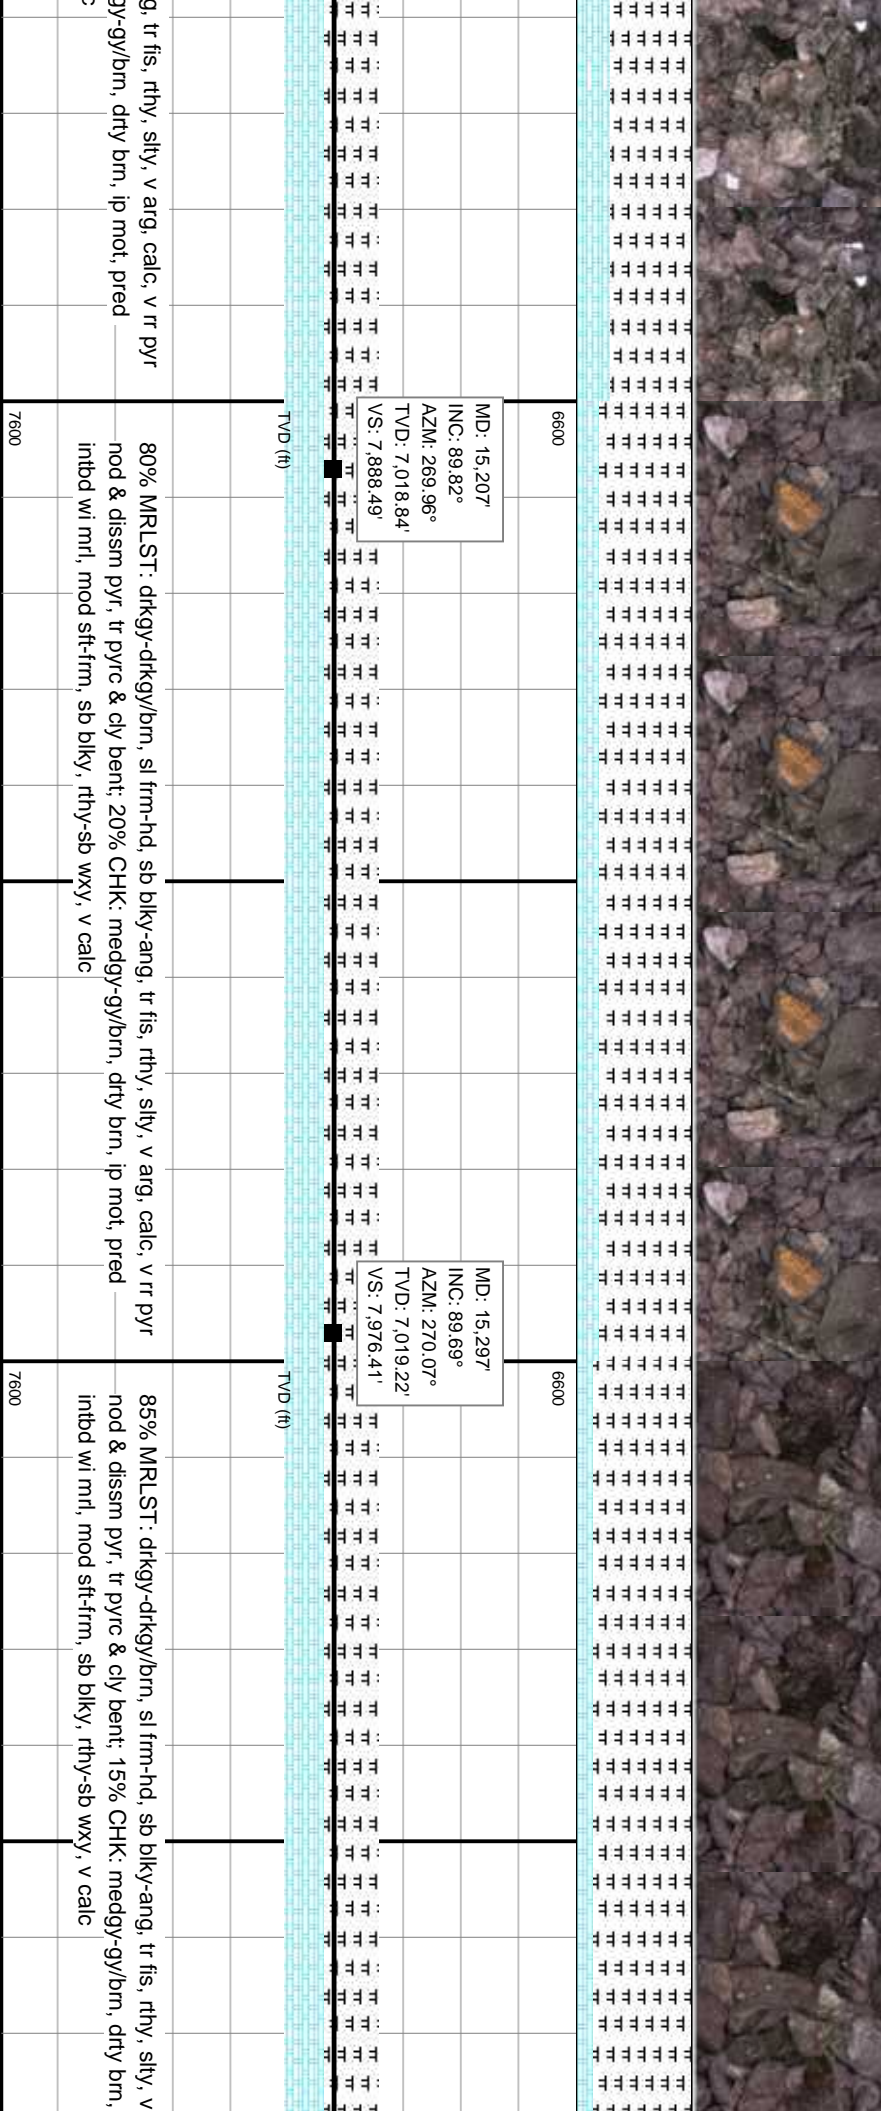 g, tr fis, rthy, slty, v arg, calc, v rr pyr
gy-gy/brn, drty brn, ip mot, pred
c
6600
MD: 15,207'
INC: 89.82°
AZM: 269.96°
TVD: 7,018.84'
VS: 7,888.49'
TVD (ft)
7600
80% MRLST: drkgy-drkgy/brn, sl frm-hd, sb blky-ang, tr fis, rthy, slty, v arg, calc, v rr pyr
nod & dissm pyr, tr pyrc & cly bent; 20% CHK: medgy-gy/brn, drty brn, ip mot, pred
intbd wi mrl, mod sft-frm, sb blky, rthy-sb wxy, v calc
MD: 15,297'
INC: 89.69°
AZM: 270.07°
TVD: 7,019.22'
VS: 7,976.41'
6600
TVD (ft)
7600
85% MRLST: drkgy-drkgy/brn, sl frm-hd, sb blky-ang, tr fis, rthy, slty, v
nod & dissm pyr, tr pyrc & cly bent; 15% CHK: medgy-gy/brn, drty brn,
intbd wi mrl, mod sft-frm, sb blky, rthy-sb wxy, v calc